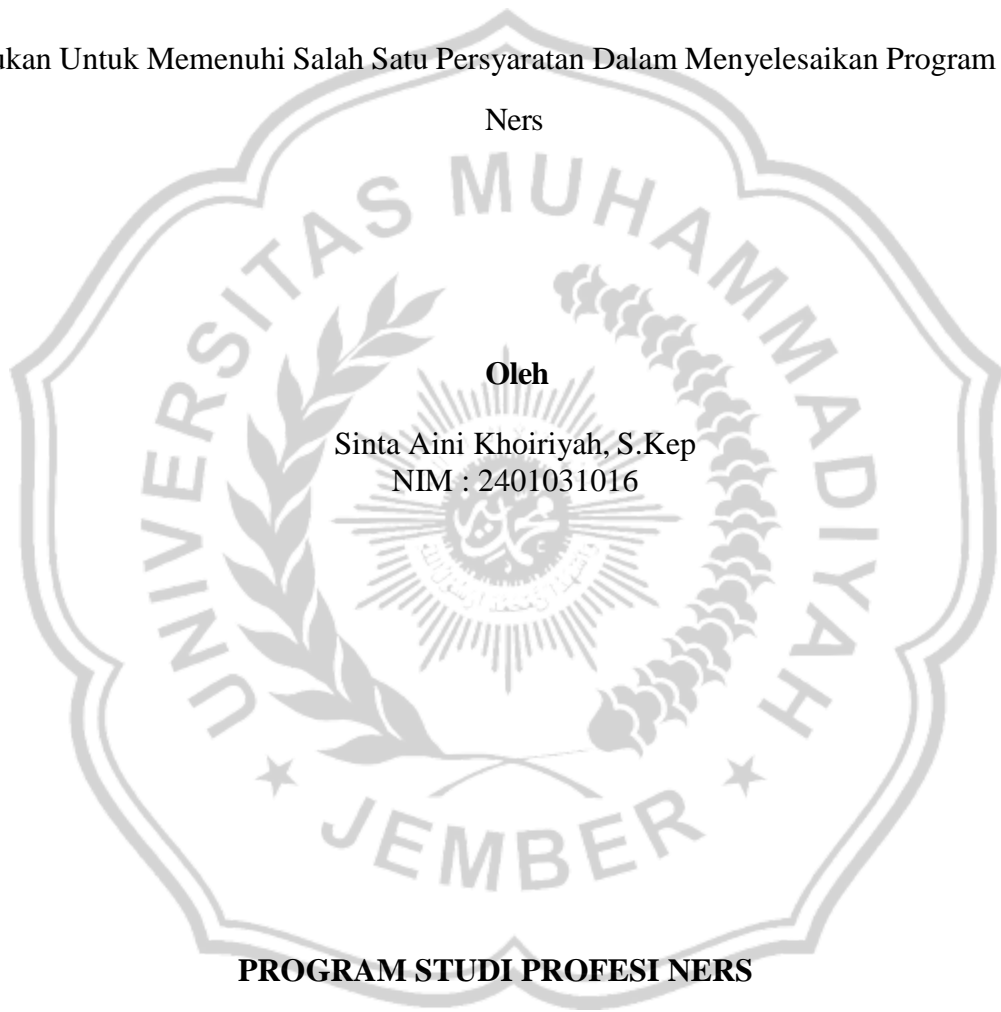 ukan Untuk Memenuhi Salah Satu Persyaratan Dalam Menyelesaikan Program
Ners
UNIVERSITAS MUHAMMADIYAH
JEMBER
Oleh
Sinta Aini Khoiriyah, S.Kep
NIM : 2401031016
PROGRAM STUDI PROFESI NERS